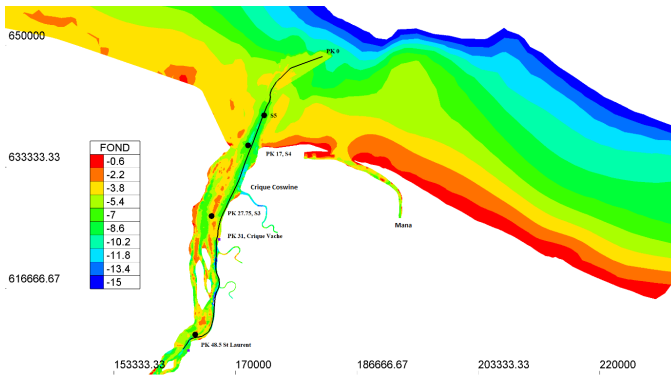 650000
PK 0
S5
FOND
-0.6
-2.2
-3.8
-5.4
-7
-8.6
-10.2
-11.8
-13.4
-15
633333.33
PK 17, S4
Crique Coswine
PK 27.75, S3
Mana
PK 31, Crique Vache
616666.67
PK 48.5 St Laurent
153333.33
170000
186666.67
203333.33
220000